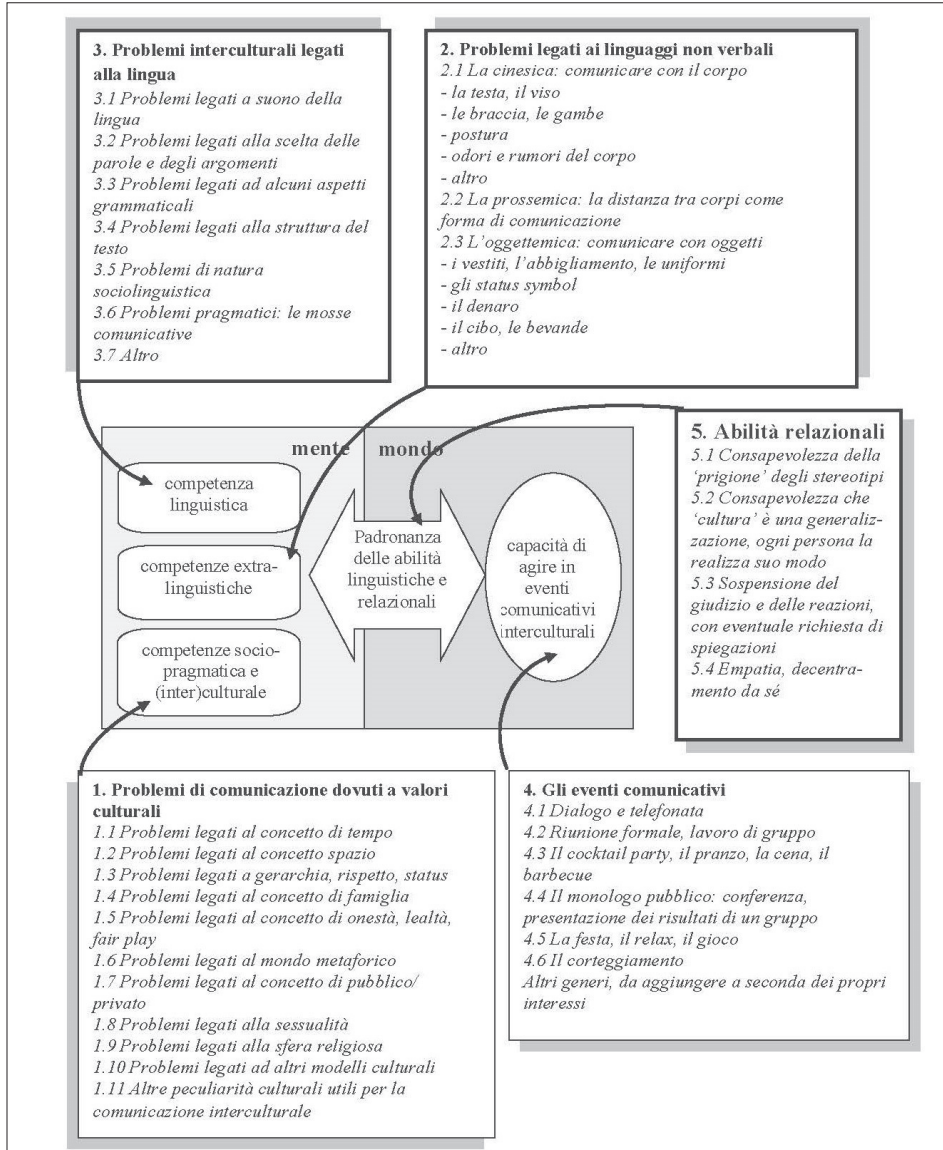 3. Problemi interculturali legati
alla lingua
3.1 Problemi legati a suono della
lingua
3.2 Problemi legati alla scelta delle
parole e degli argomenti
3.3 Problemi legati ad alcuni aspetti
grammaticali
3.4 Problemi legati alla struttura del
testo
3.5 Problemi di natura
sociolinguistica
3.6 Problemi pragmatici: le mosse
comunicative
3.7 Altro
2. Problemi legati ai linguaggi non verbali
2.1 La cinesica: comunicare con il corpo
- la testa, il viso
- le braccia, le gambe
- postura
- odori e rumori del corpo
- altro
2.2 La prossemica: la distanza tra corpi come
forma di comunicazione
2.3 L'oggettemica: comunicare con oggetti
- i vestiti, l'abbigliamento, le uniformi
- gli status symbol
- il denaro
- il cibo, le bevande
- altro
mente
mondo
competenza
linguistica
competenze extra-
linguistiche
competenze socio-
pragmatica e
(inter)culturale
Padronanza
delle abilità
linguistiche e
relazionali
capacità di
agire in
eventi
comunicativi
interculturali
5. Abilità relazionali
5.1 Consapevolezza della
'prigione' degli stereotipi
5.2 Consapevolezza che
'cultura' è una generaliz-
zazione, ogni persona la
realizza suo modo
5.3 Sospensione del
giudizio e delle reazioni,
con eventuale richiesta di
spiegazioni
5.4 Empatia, decentra-
mento da sé
1. Problemi di comunicazione dovuti a valori
culturali
1.1 Problemi legati al concetto di tempo
1.2 Problemi legati al concetto spazio
1.3 Problemi legati a gerarchia, rispetto, status
1.4 Problemi legati al concetto di famiglia
1.5 Problemi legati al concetto di onestà, lealtà,
fair play
1.6 Problemi legati al mondo metaforico
1.7 Problemi legati al concetto di pubblico/
privato
1.8 Problemi legati alla sessualità
1.9 Problemi legati alla sfera religiosa
1.10 Problemi legati ad altri modelli culturali
1.11 Altre peculiarità culturali utili per la
comunicazione interculturale
4. Gli eventi comunicativi
4.1 Dialogo e telefonata
4.2 Riunione formale, lavoro di gruppo
4.3 Il cocktail party, il pranzo, la cena, il
barbecue
4.4 Il monologo pubblico: conferenza,
presentazione dei risultati di un gruppo
4.5 La festa, il relax, il gioco
4.6 Il corteggiamento
Altri generi, da aggiungere a seconda dei propri
interessi